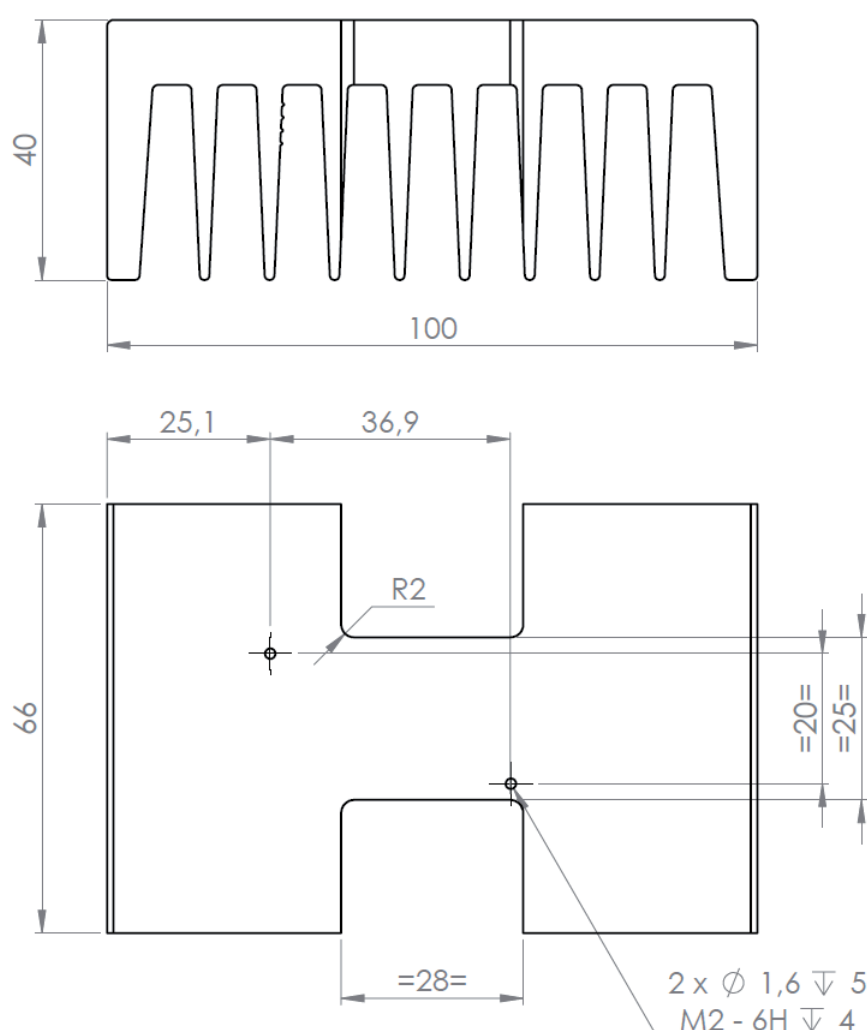 40
100
25,1
36,9
R2
66
=20=
=25=
=28=
2 x ⌀ 1,6 ↧ 5
M2 - 6H ↧ 4